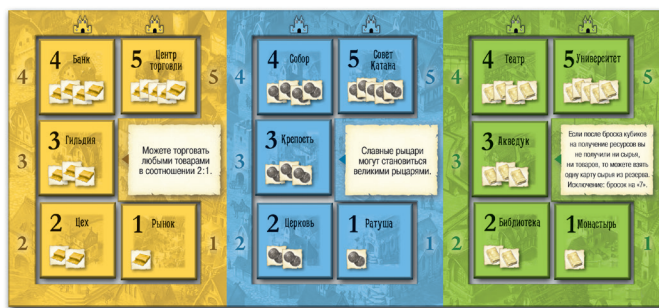 4 Банк
5 Центр
торговли
4
5
3 Гильдия
Можете торговать
любыми товарами
в соотношении 2:1.
3
2 Цех
1 Рынок
2
1
4 Собор
5 Совет
Катана
4
5
3 Крепость
Славные рыцари
могут становиться
великими рыцарями.
3
2 Церковь
1 Ратуша
2
1
4 Театр
5 Университет
4
5
3 Акведук
Если после броска кубиков
на получение ресурсов вы
не получили ни сырья,
ни товаров, то можете взять
одну карту сырья из резерва.
Исключение: бросок на «7».
3
2 Библиотека
1 Монастырь
2
1